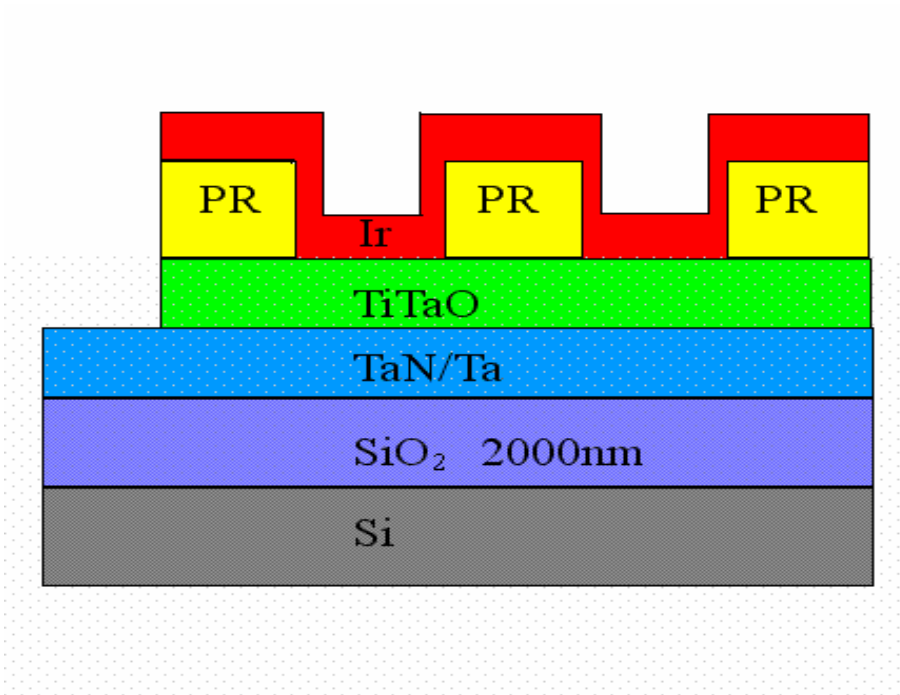 PR PR PR
Ir
TiTaO
TaN/Ta
SiO₂ 2000nm
Si